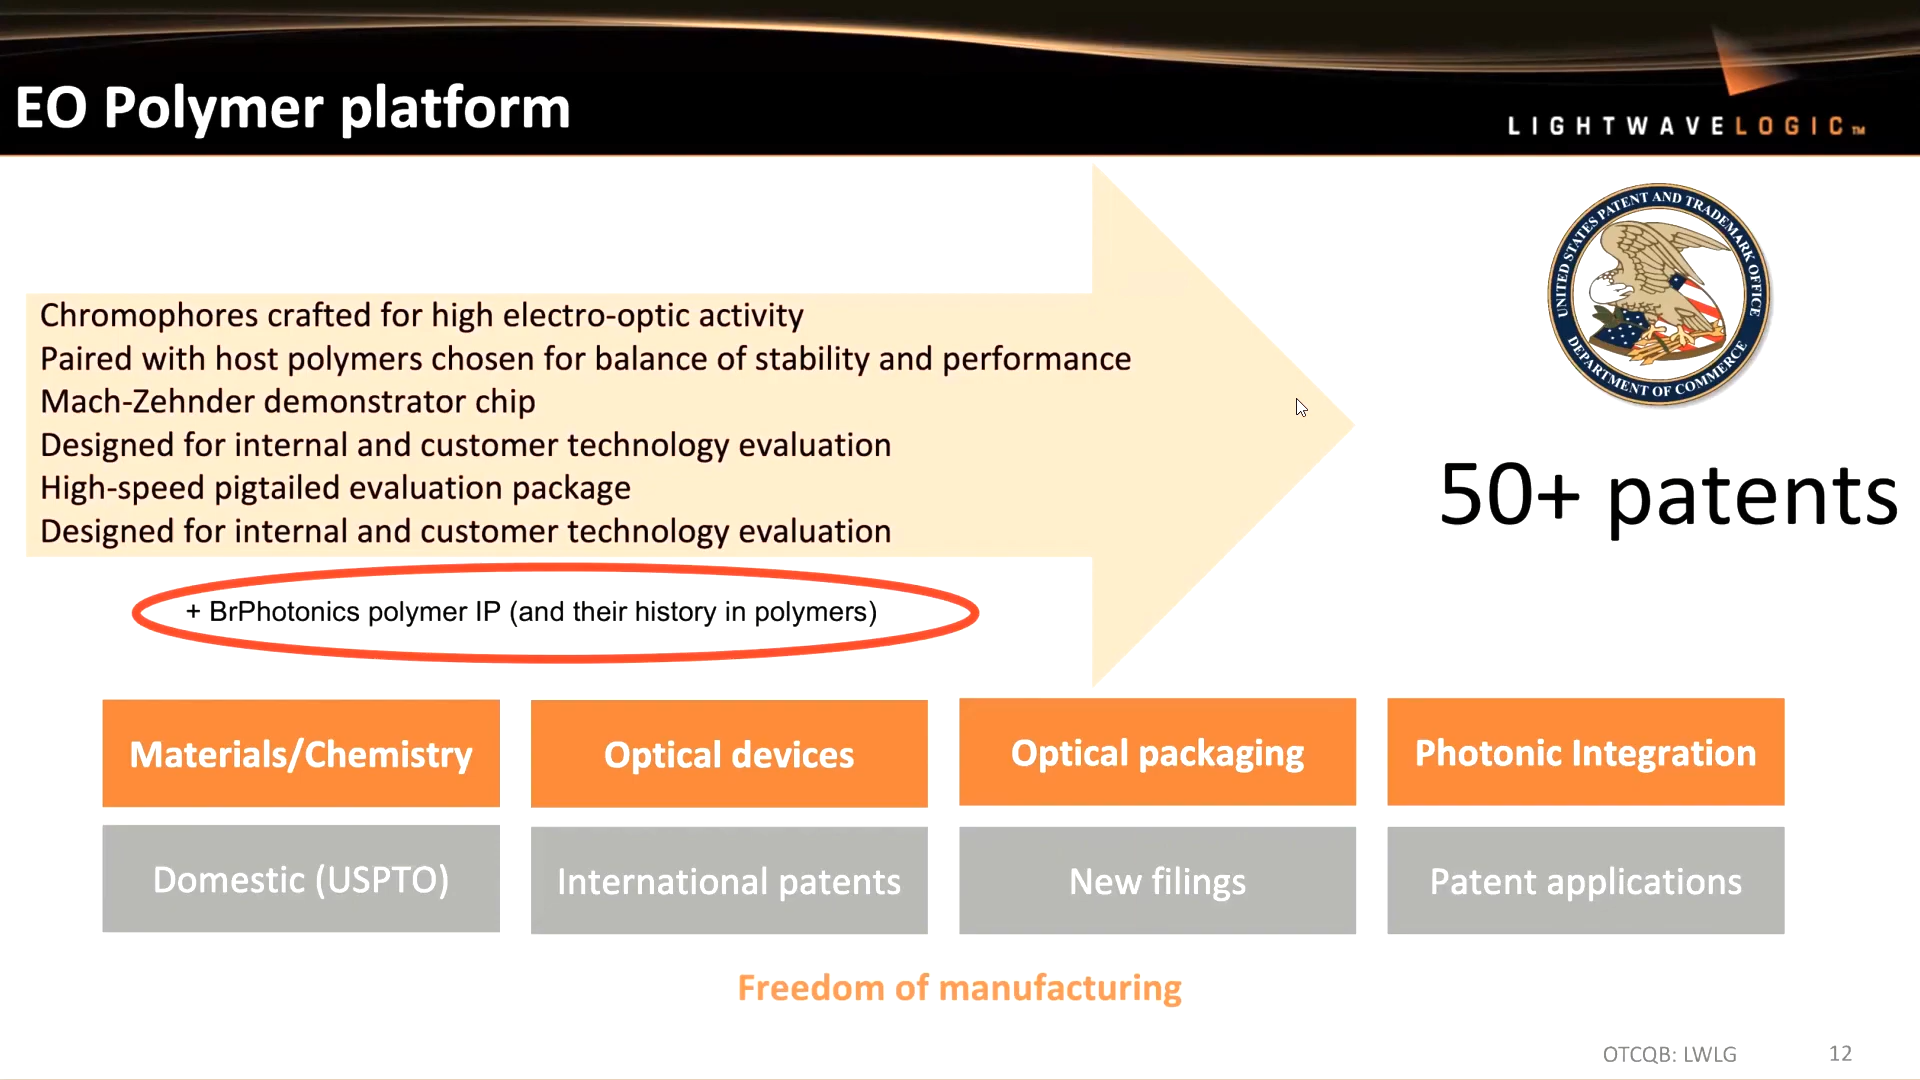 EO Polymer platform
LIGHTWAVELOGIC™
UNITED STATES PATENT AND TRADEMARK OFFICE
DEPARTMENT OF COMMERCE
Chromophores crafted for high electro-optic activity
Paired with host polymers chosen for balance of stability and performance
Mach-Zehnder demonstrator chip
Designed for internal and customer technology evaluation
High-speed pigtailed evaluation package
Designed for internal and customer technology evaluation
50+ patents
+ BrPhotonics polymer IP (and their history in polymers)
Materials/Chemistry
Optical devices
Optical packaging
Photonic Integration
Domestic (USPTO)
International patents
New filings
Patent applications
Freedom of manufacturing
OTCQB: LWLG
12